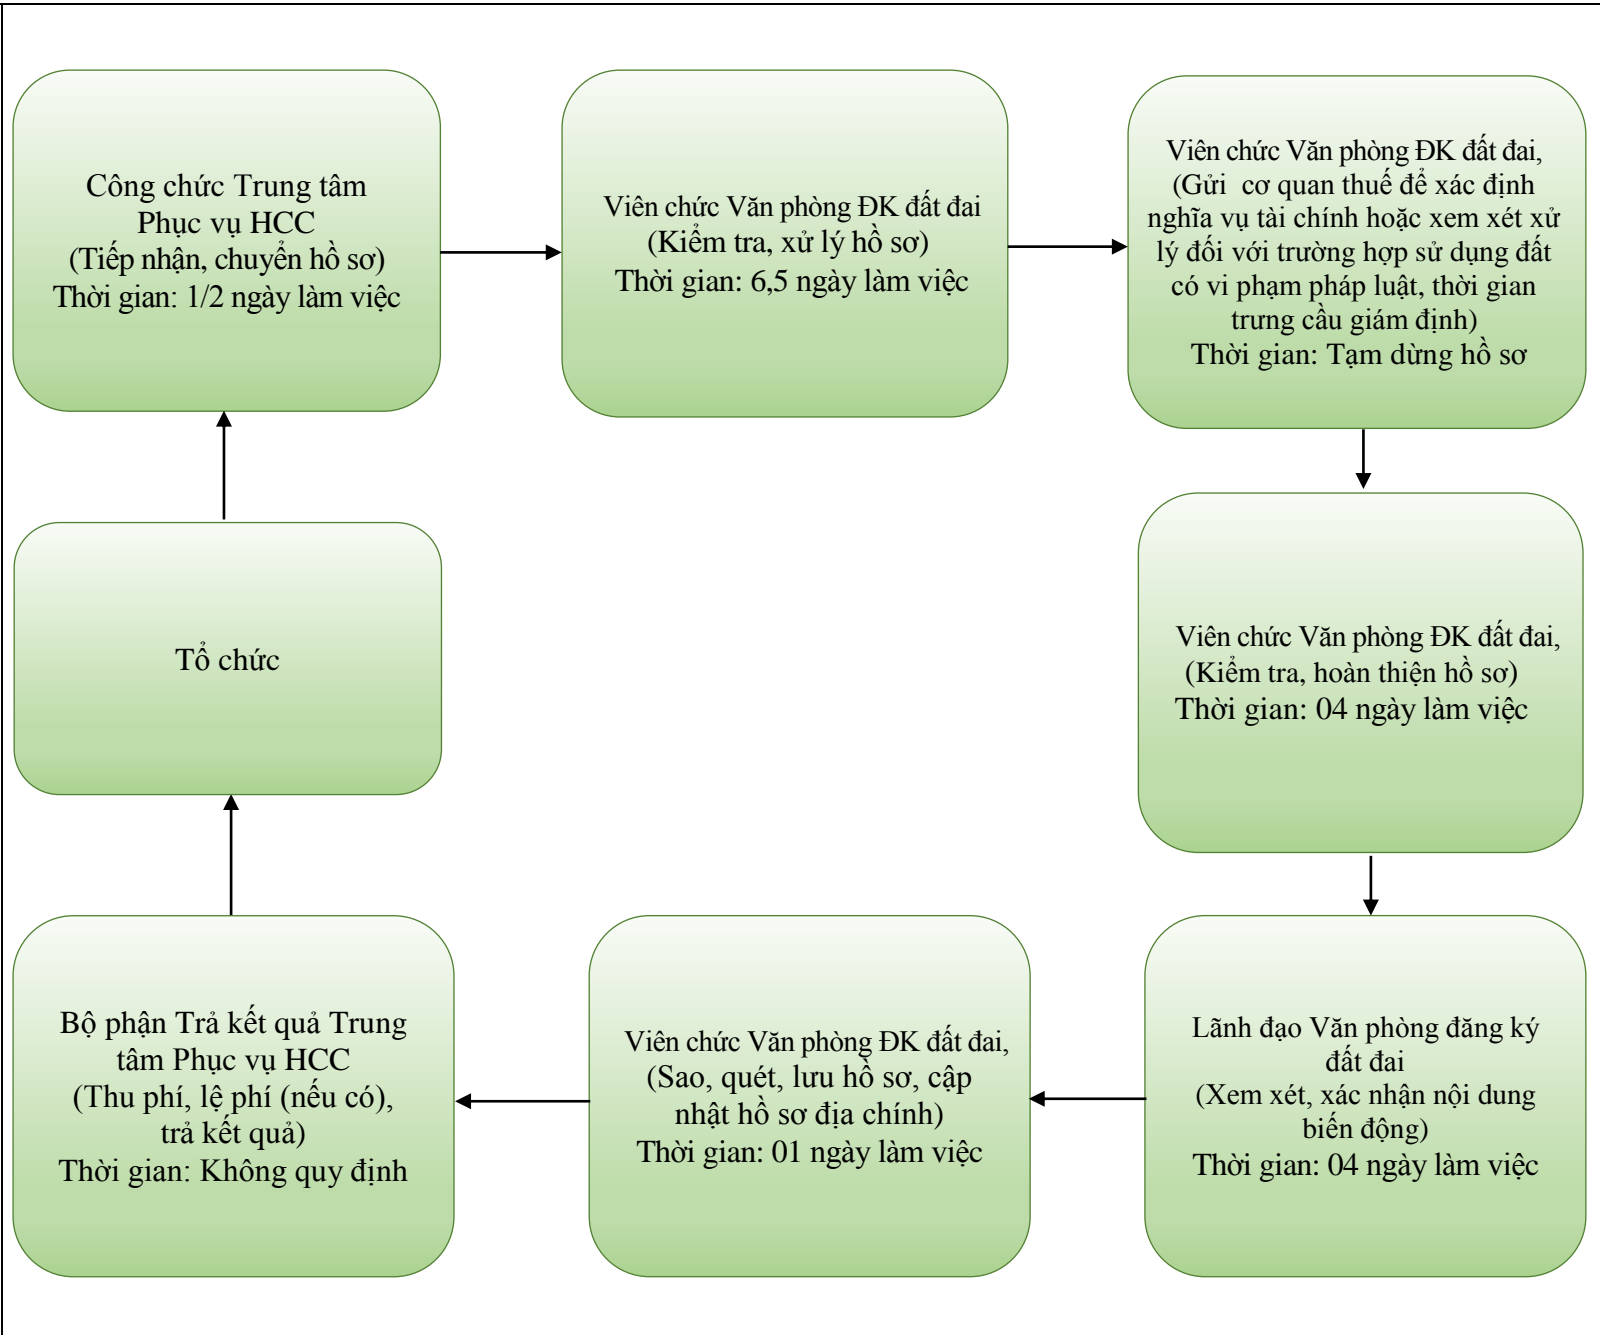 Công chức Trung tâm
Phục vụ HCC
(Tiếp nhận, chuyển hồ sơ)
Thời gian: 1/2 ngày làm việc
Viên chức Văn phòng ĐK đất đai
(Kiểm tra, xử lý hồ sơ)
Thời gian: 6,5 ngày làm việc
Viên chức Văn phòng ĐK đất đai,
(Gửi cơ quan thuế để xác định
nghĩa vụ tài chính hoặc xem xét xử
lý đối với trường hợp sử dụng đất
có vi phạm pháp luật, thời gian
trưng cầu giám định)
Thời gian: Tạm dừng hồ sơ
Tổ chức
Viên chức Văn phòng ĐK đất đai,
(Kiểm tra, hoàn thiện hồ sơ)
Thời gian: 04 ngày làm việc
Bộ phận Trả kết quả Trung
tâm Phục vụ HCC
(Thu phí, lệ phí (nếu có),
trả kết quả)
Thời gian: Không quy định
Viên chức Văn phòng ĐK đất đai,
(Sao, quét, lưu hồ sơ, cập
nhật hồ sơ địa chính)
Thời gian: 01 ngày làm việc
Lãnh đạo Văn phòng đăng ký
đất đai
(Xem xét, xác nhận nội dung
biến động)
Thời gian: 04 ngày làm việc